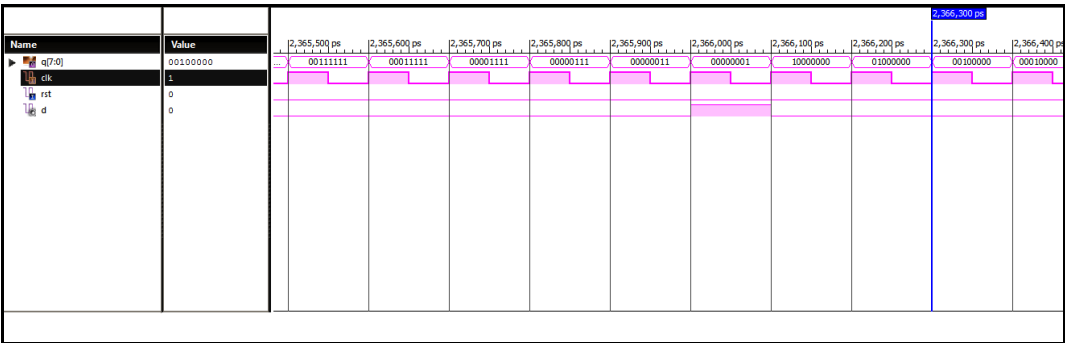 2,366,300 ps
Name Value 2,365,500 ps 2,365,600 ps 2,365,700 ps 2,365,800 ps 2,365,900 ps 2,366,000 ps 2,366,100 ps 2,366,200 ps 2,366,300 ps 2,366,400 ps
q[7:0] 00100000 ... 00111111 00011111 00001111 00000111 00000011 00000001 10000000 01000000 00100000 00010000
clk 1
rst 0
d 0